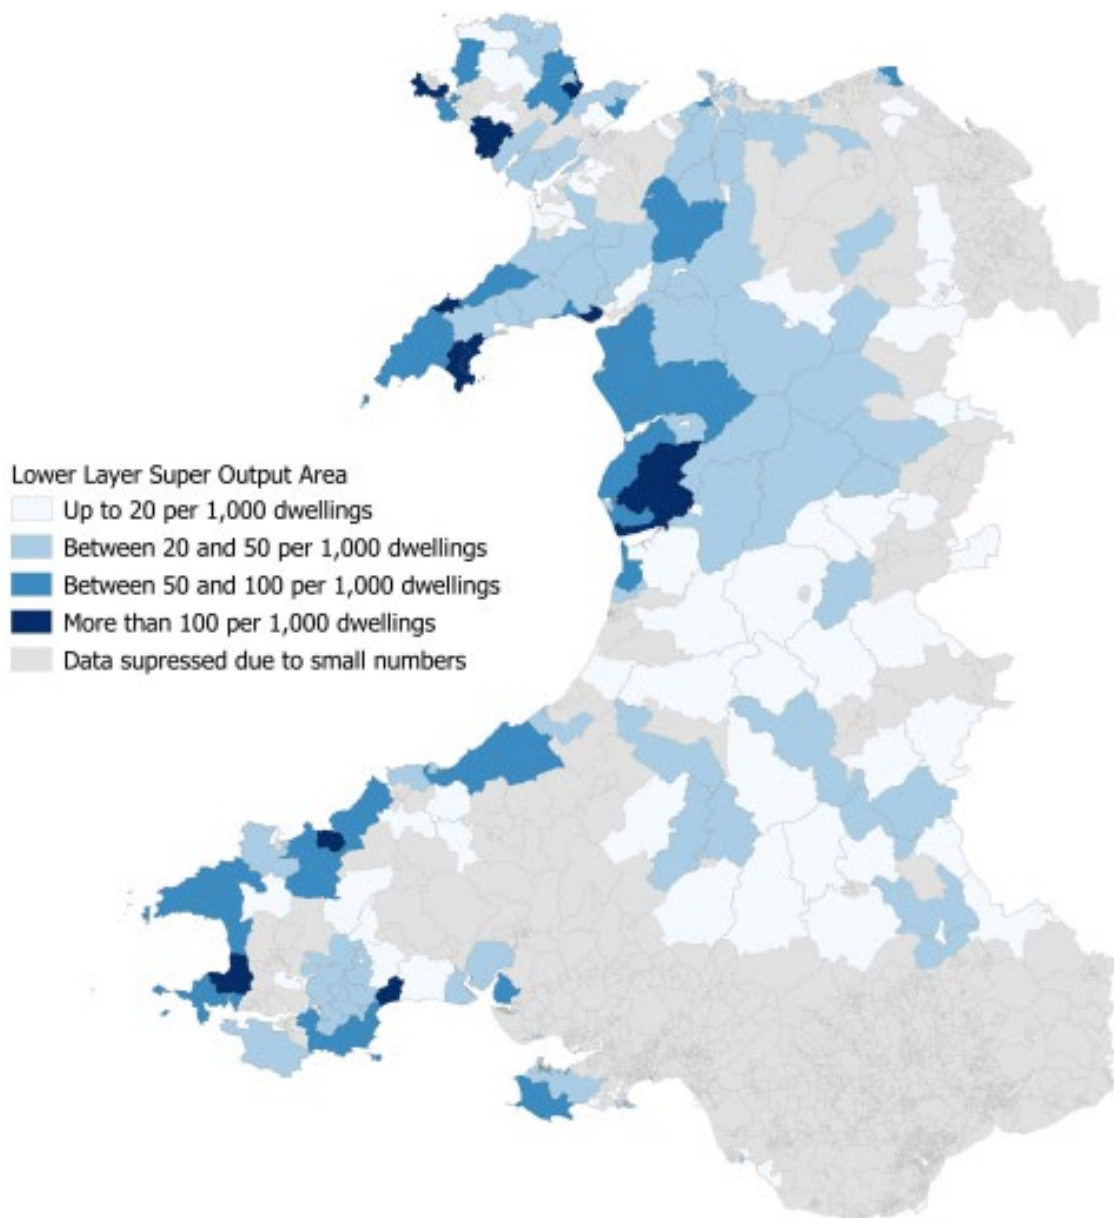 Lower Layer Super Output Area
Up to 20 per 1,000 dwellings
Between 20 and 50 per 1,000 dwellings
Between 50 and 100 per 1,000 dwellings
More than 100 per 1,000 dwellings
Data supressed due to small numbers